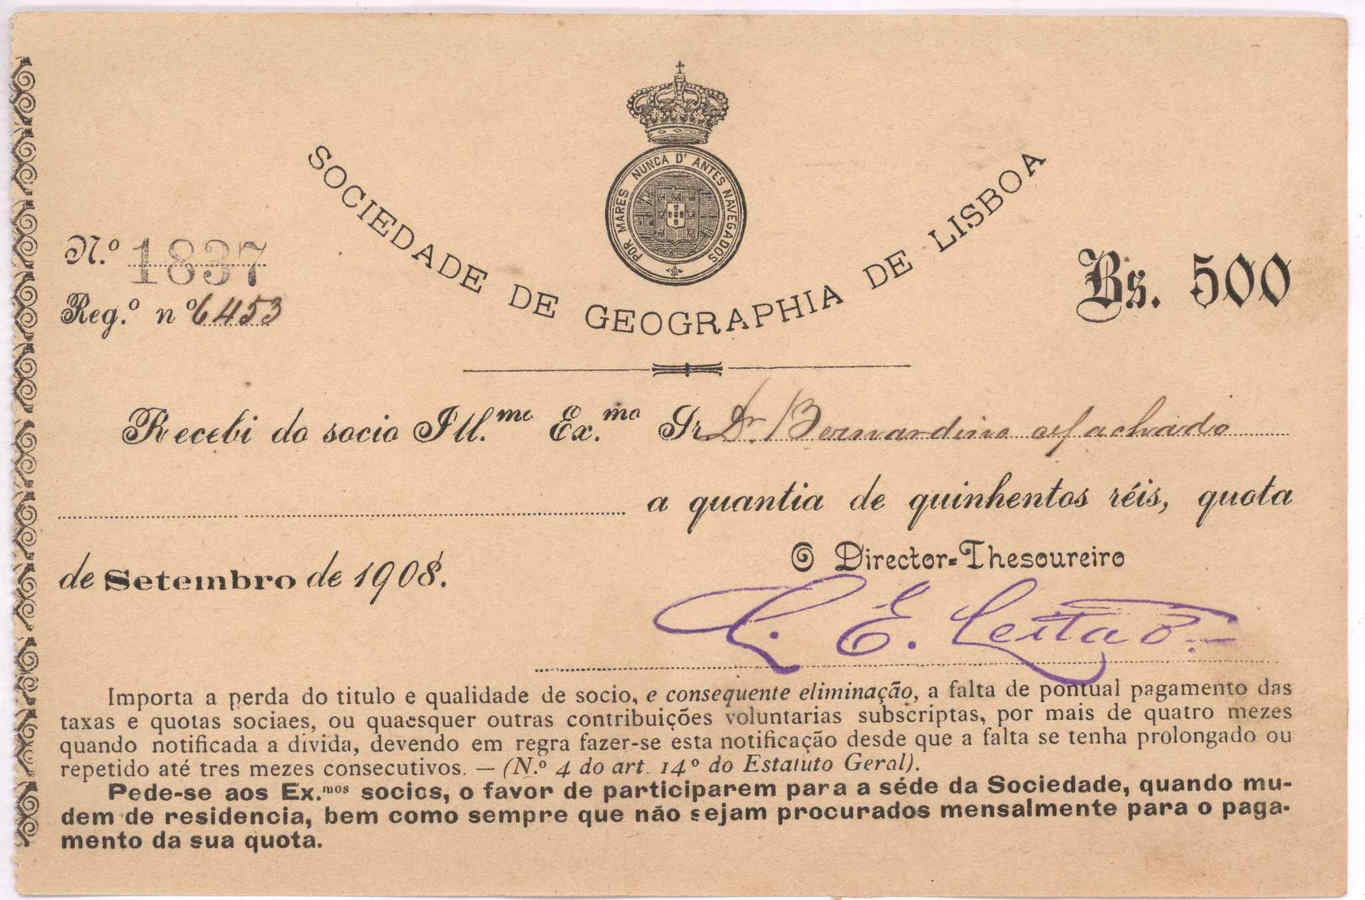 POR MARES NUNCA D' ANTES NAVEGADOS
SOCIEDADE DE GEOGRAPHIA DE LISBOA
N.º 1837
Reg.º n º 6453
Bs. 500
Recebi do socio Ill.mo Ex.mo Sr Dr. Bernardino Machado
a quantia de quinhentos réis, quota
de Setembro de 1908.
O Director-Thesoureiro
L. E. Leitão
Importa a perda do titulo e qualidade de socio, e consequente eliminação, a falta de pontual pagamento das
taxas e quotas sociaes, ou quaesquer outras contribuições voluntarias subscriptas, por mais de quatro mezes
quando notificada a divida, devendo em regra fazer-se esta notificação desde que a falta se tenha prolongado ou
repetido até tres mezes consecutivos. — (N.º 4 do art. 14º do Estatuto Geral).
Pede-se aos Ex.mos socios, o favor de participarem para a séde da Sociedade, quando mu-
dem de residencia, bem como sempre que não sejam procurados mensalmente para o paga-
mento da sua quota.